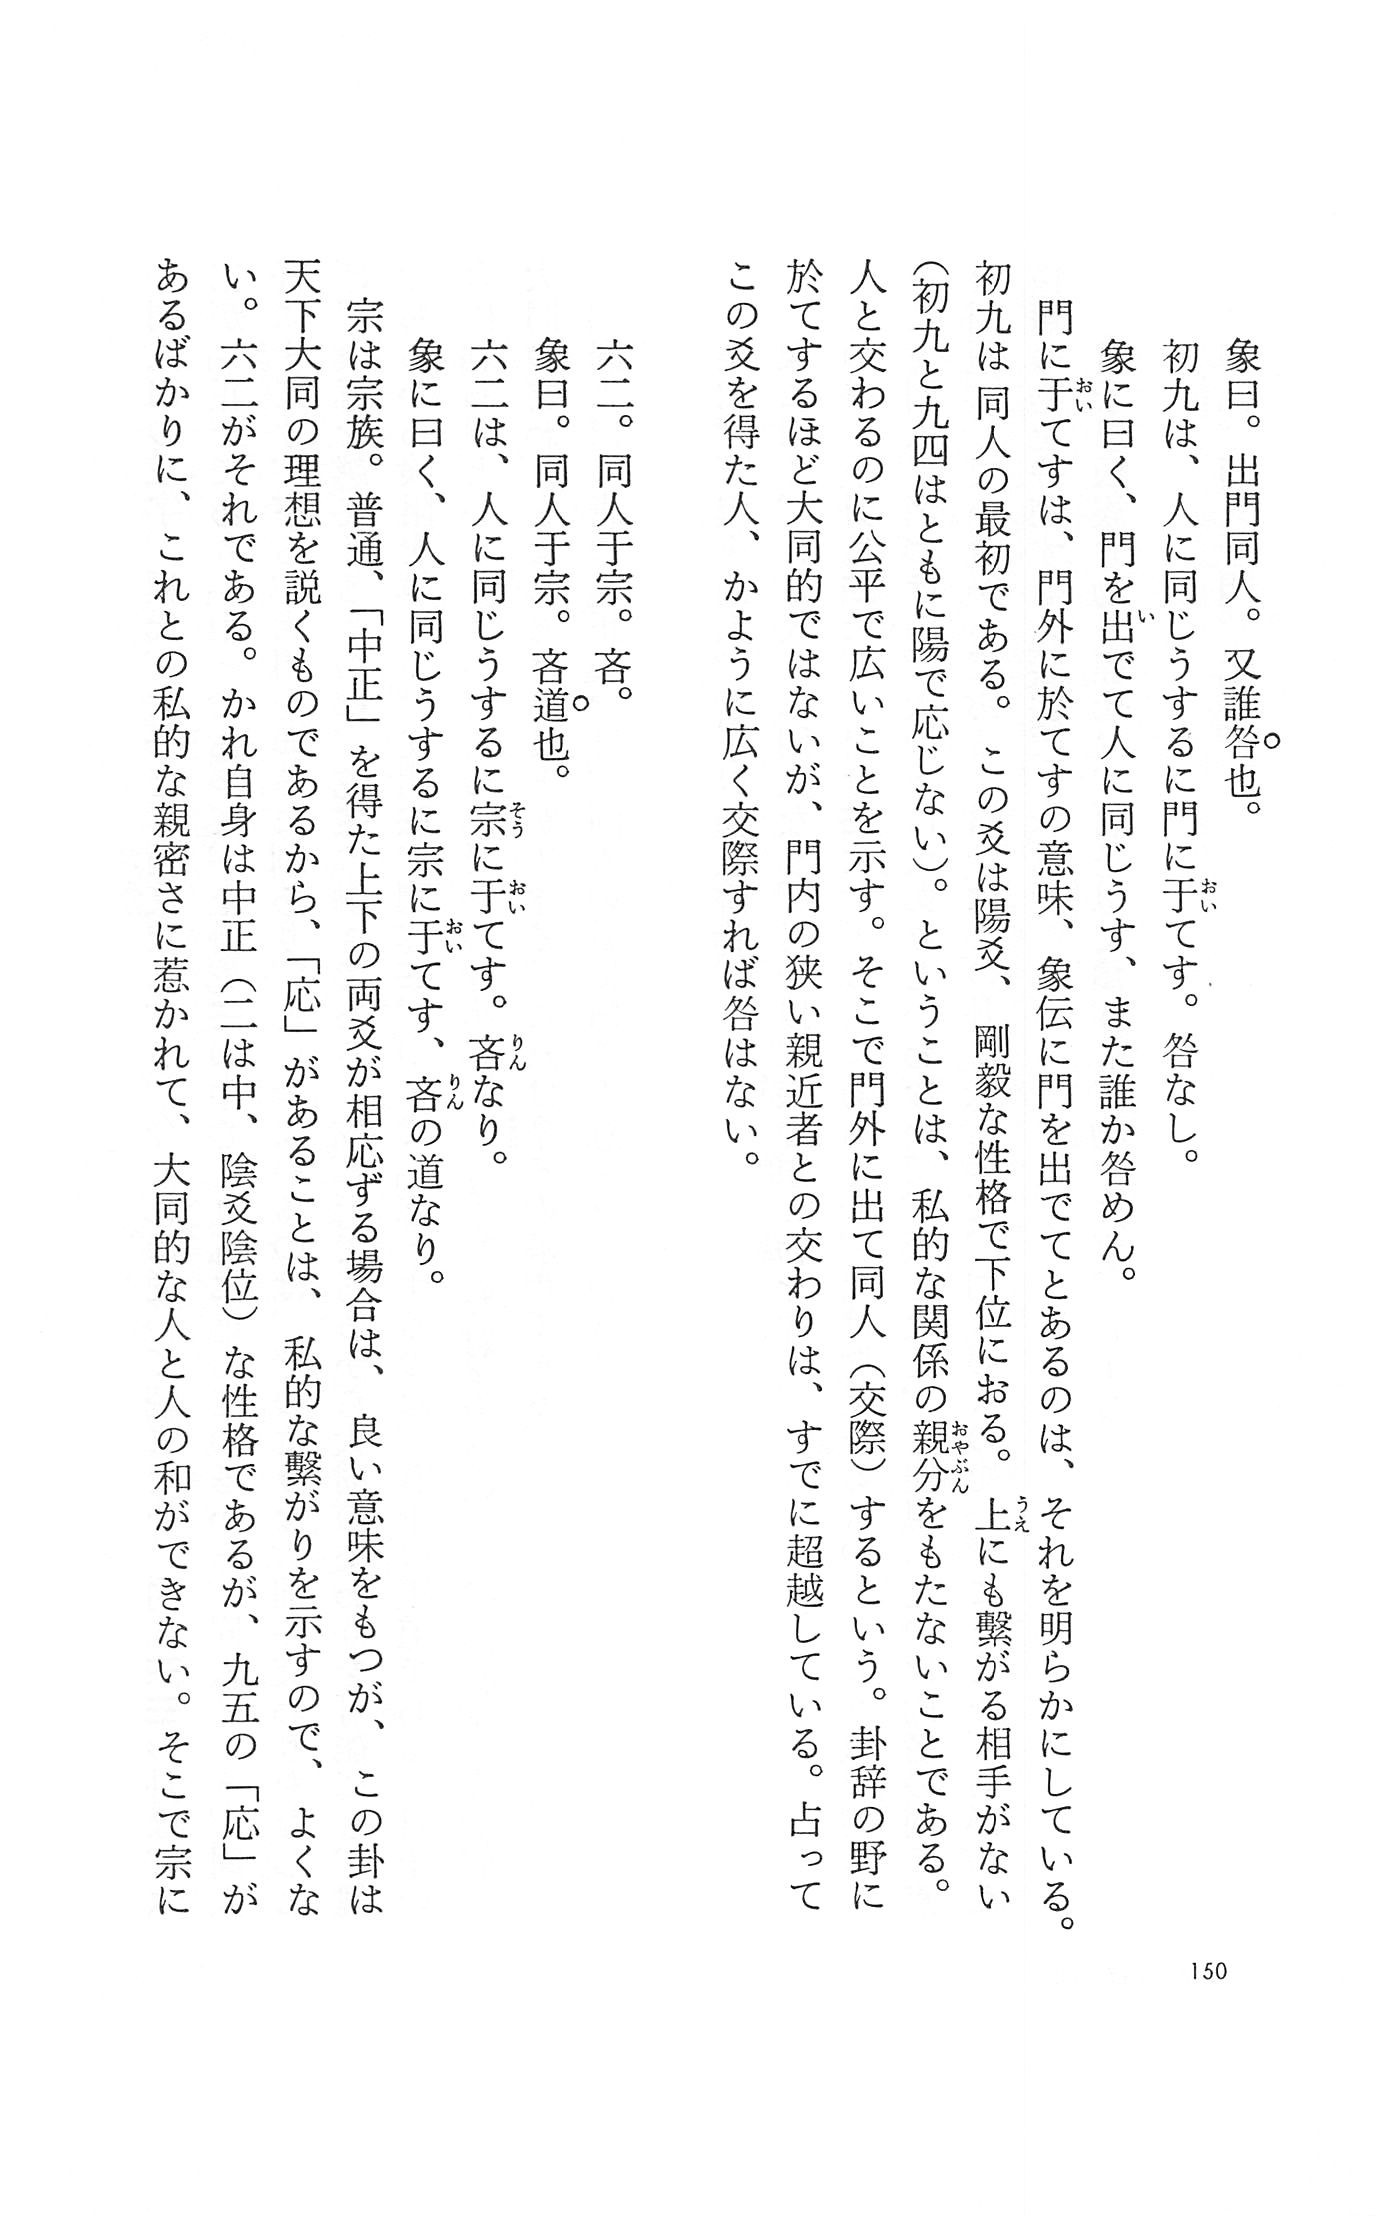 象曰。出門同人。又誰咎也。
初九は、人に同じうするに門に于てす。咎なし。
象に曰く、門を出でて人に同じうす、また誰か咎めん。
門に于てすは、門外に於てすの意味、象伝に門を出でてとあるのは、それを明らかにしている。
初九は同人の最初である。この爻は陽爻、剛毅な性格で下位におる。上にも繫がる相手がない
（初九と九四はともに陽で応じない）。ということは、私的な関係の親分をもたないことである。
人と交わるのに公平で広いことを示す。そこで門外に出て同人（交際）するという。卦辞の野に
於てするほど大同的ではないが、門内の狭い親近者との交わりは、すでに超越している。占って
この爻を得た人、かように広く交際すれば咎はない。
六二。同人于宗。吝。
象曰。同人于宗。吝道也。
六二は、人に同じうするに宗に于てす。吝なり。
象に曰く、人に同じうするに宗に于てす、吝の道なり。
宗は宗族。普通、「中正」を得た上下の両爻が相応ずる場合は、良い意味をもつが、この卦は
天下大同の理想を説くものであるから、「応」があることは、私的な繫がりを示すので、よくな
い。六二がそれである。かれ自身は中正（二は中、陰爻陰位）な性格であるが、九五の「応」が
あるばかりに、これとの私的な親密さに惹かれて、大同的な人と人の和ができない。そこで宗に
150